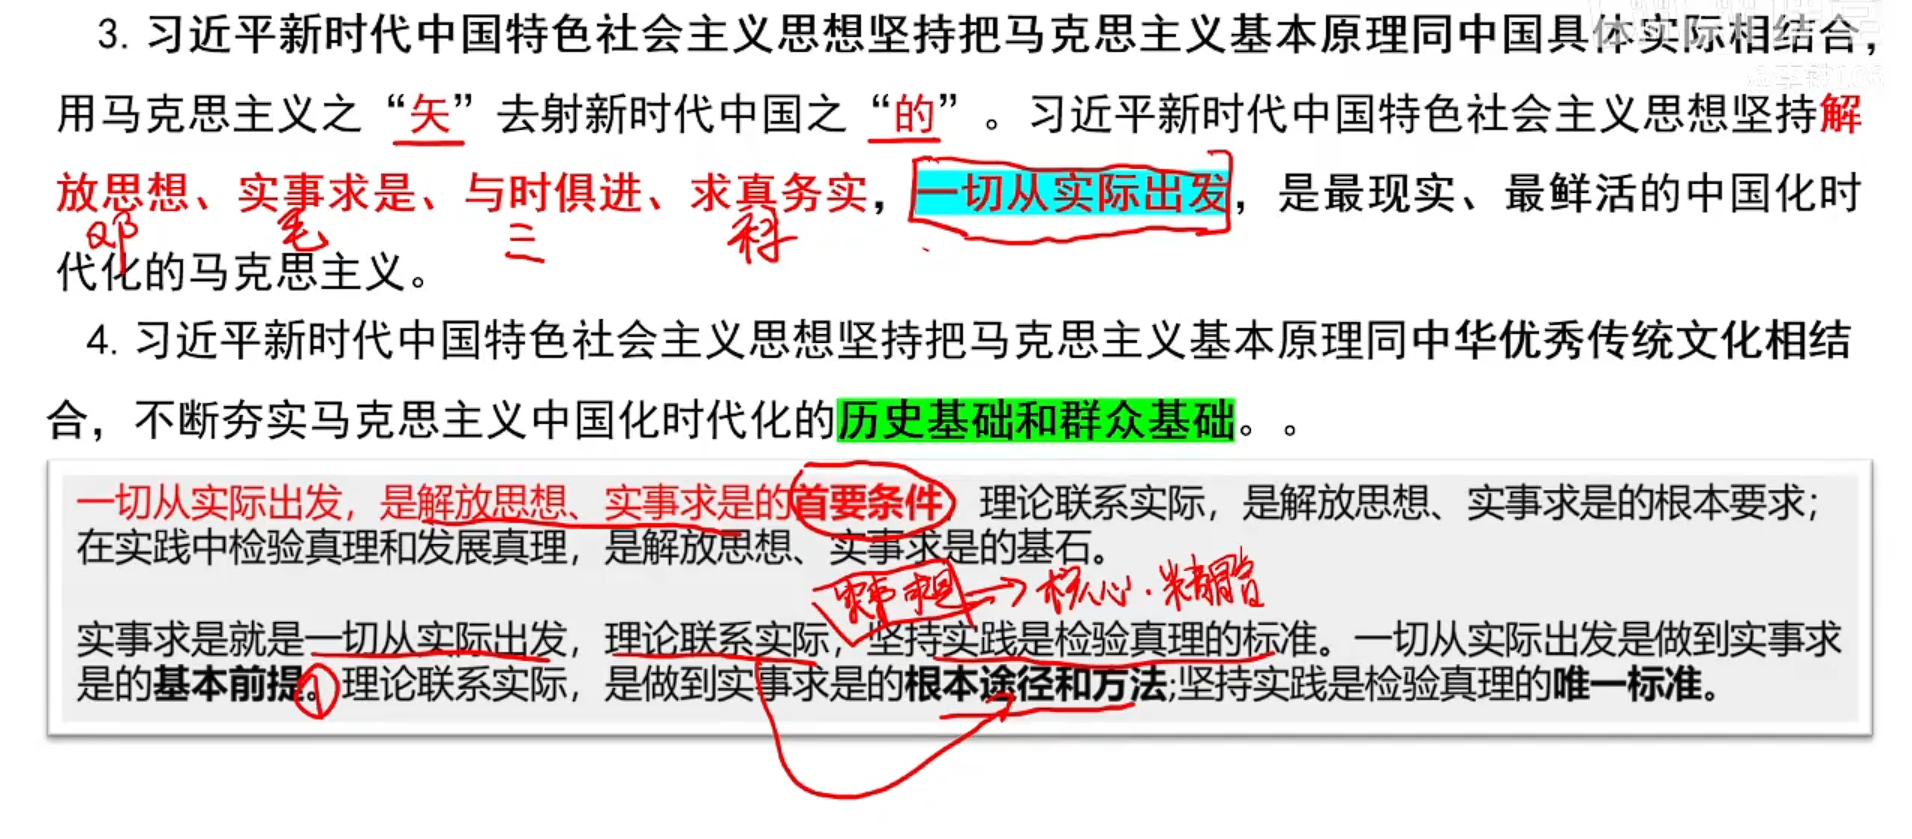 3. 习近平新时代中国特色社会主义思想坚持把马克思主义基本原理同中国具体实际相结合，
用马克思主义之“矢”去射新时代中国之“的”。习近平新时代中国特色社会主义思想坚持解
放思想、实事求是、与时俱进、求真务实，一切从实际出发，是最现实、最鲜活的中国化时
邓 毛 三 科
代化的马克思主义。
4. 习近平新时代中国特色社会主义思想坚持把马克思主义基本原理同中华优秀传统文化相结
合，不断夯实马克思主义中国化时代化的历史基础和群众基础。。
一切从实际出发，是解放思想、实事求是的首要条件，理论联系实际，是解放思想、实事求是的根本要求；
在实践中检验真理和发展真理，是解放思想、实事求是的基石。
实事求是 → 核心·精髓
实事求是就是一切从实际出发，理论联系实际，坚持实践是检验真理的标准。一切从实际出发是做到实事求
是的基本前提。理论联系实际，是做到实事求是的根本途径和方法;坚持实践是检验真理的唯一标准。